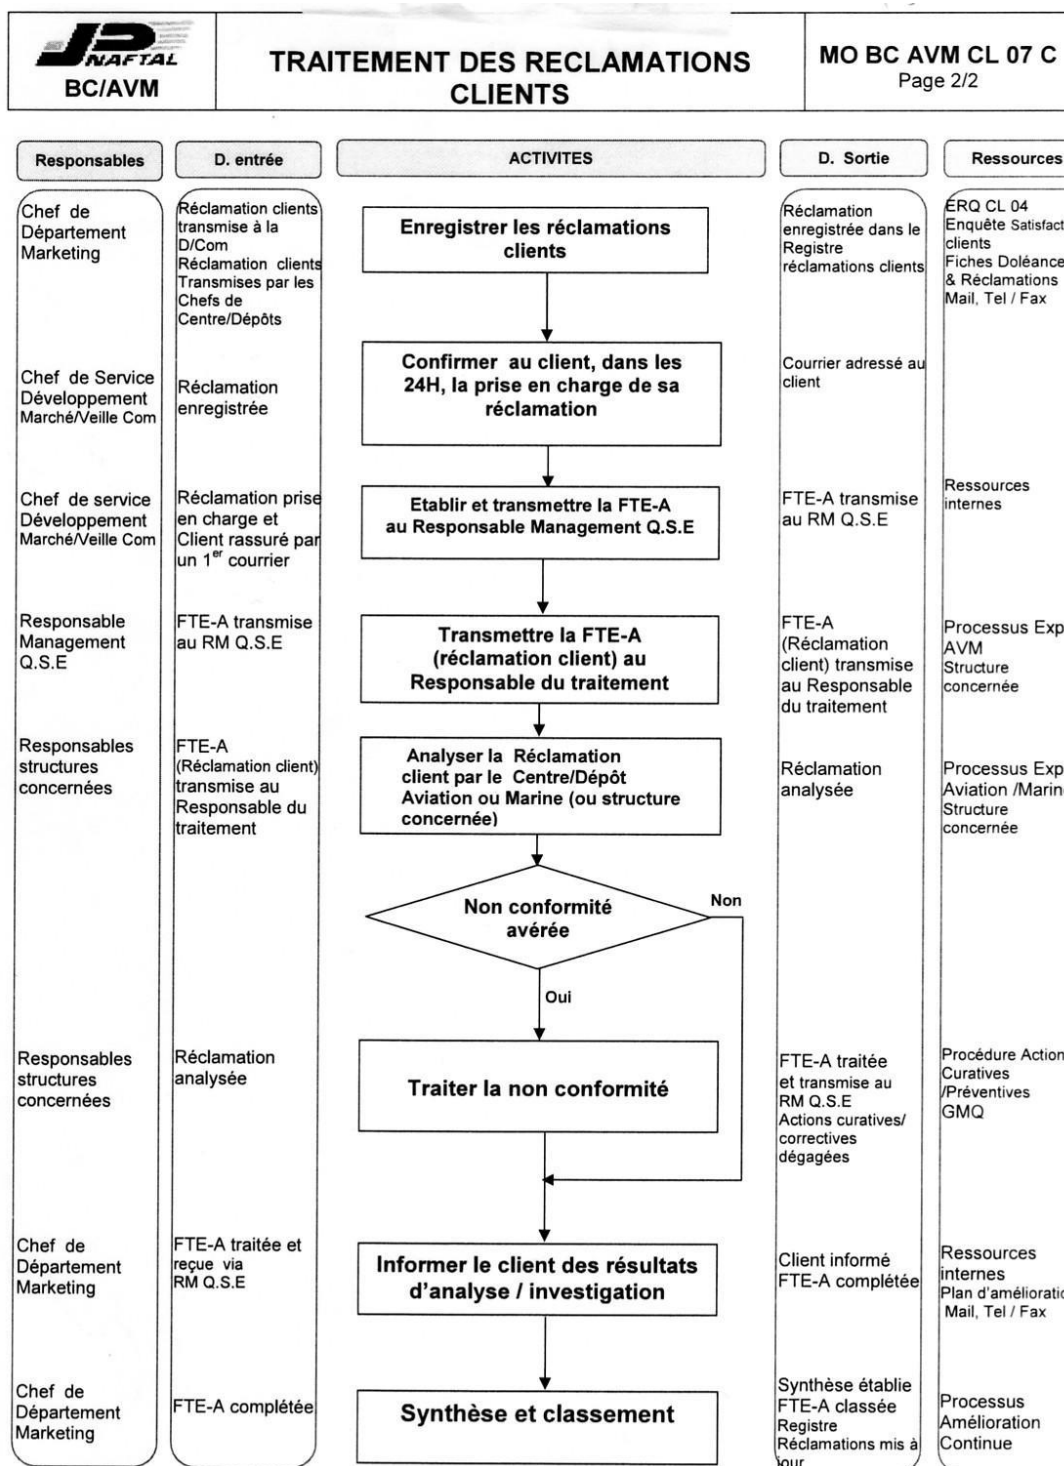 NAFTAL
BC/AVM
TRAITEMENT DES RECLAMATIONS
CLIENTS
MO BC AVM CL 07 C
Page 2/2
Responsables
D. entrée
ACTIVITES
D. Sortie
Ressources
Chef de
Département
Marketing
Réclamation clients
transmise à la
D/Com
Réclamation clients
Transmises par les
Chefs de
Centre/Dépôts
Enregistrer les réclamations
clients
Réclamation
enregistrée dans le
Registre
réclamations clients
ERQ CL 04
Enquête Satisfact
clients
Fiches Doléance
& Réclamations
Mail, Tel / Fax
Chef de Service
Développement
Marché/Veille Com
Réclamation
enregistrée
Confirmer au client, dans les
24H, la prise en charge de sa
réclamation
Courrier adressé au
client
Chef de service
Développement
Marché/Veille Com
Réclamation prise
en charge et
Client rassuré par
un 1er courrier
Etablir et transmettre la FTE-A
au Responsable Management Q.S.E
FTE-A transmise
au RM Q.S.E
Ressources
internes
Responsable
Management
Q.S.E
FTE-A transmise
au RM Q.S.E
Transmettre la FTE-A
(réclamation client) au
Responsable du traitement
FTE-A
(Réclamation
client) transmise
au Responsable
du traitement
Processus Exp
AVM
Structure
concernée
Responsables
structures
concernées
FTE-A
(Réclamation client)
transmise au
Responsable du
traitement
Analyser la Réclamation
client par le Centre/Dépôt
Aviation ou Marine (ou structure
concernée)
Réclamation
analysée
Processus Exp
Aviation /Marin
Structure
concernée
Non conformité
avérée
Non
Oui
Responsables
structures
concernées
Réclamation
analysée
Traiter la non conformité
FTE-A traitée
et transmise au
RM Q.S.E
Actions curatives/
correctives
dégagées
Procédure Action
Curatives
/Préventives
GMQ
Chef de
Département
Marketing
FTE-A traitée et
reçue via
RM Q.S.E
Informer le client des résultats
d'analyse / investigation
Client informé
FTE-A complétée
Ressources
internes
Plan d'amélioratio
Mail, Tel / Fax
Chef de
Département
Marketing
FTE-A complétée
Synthèse et classement
Synthèse établie
FTE-A classée
Registre
Réclamations mis à
jour
Processus
Amélioration
Continue